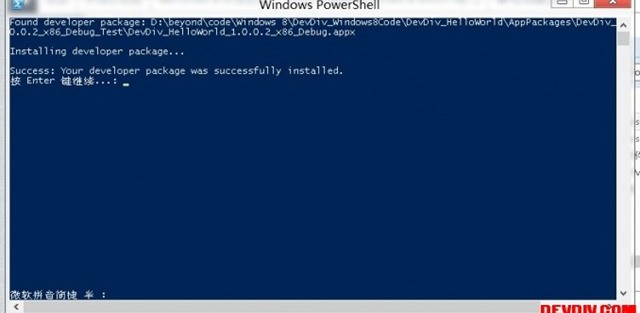 Windows PowerShell
Found developer package: D:\beyond\code\Windows 8\DevDiv_Windows8Code\DevDiv_HelloWorld\AppPackages\DevDiv_
0.0.2_x86_Debug_Test\DevDiv_HelloWorld_1.0.0.2_x86_Debug.appx
Installing developer package...
Success: Your developer package was successfully installed.
按 Enter 键继续...: _
微软拼音简捷 半 :
DEVDIV.COM